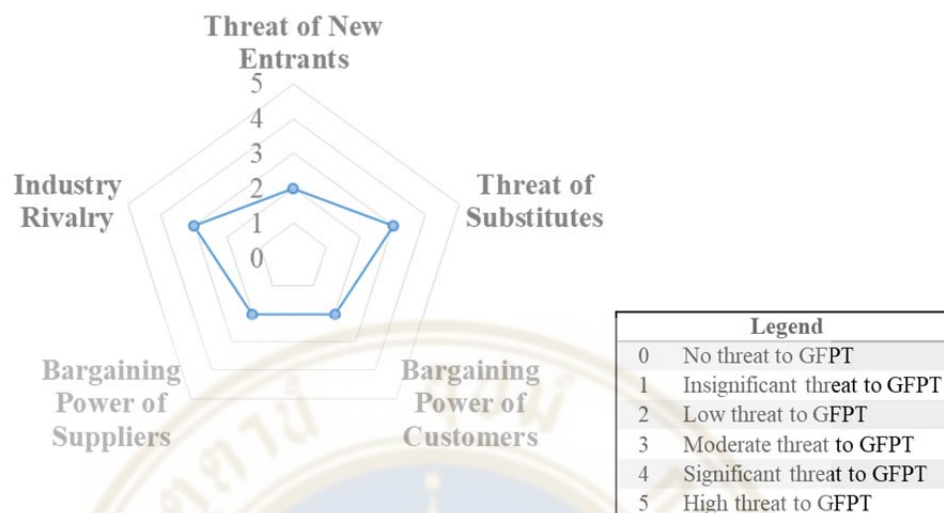 Threat of New
Entrants
5
4
3
2
1
0
Industry
Rivalry
Threat of
Substitutes
Bargaining
Power of
Suppliers
Bargaining
Power of
Customers
Legend
0 No threat to GFPT
1 Insignificant threat to GFPT
2 Low threat to GFPT
3 Moderate threat to GFPT
4 Significant threat to GFPT
5 High threat to GFPT